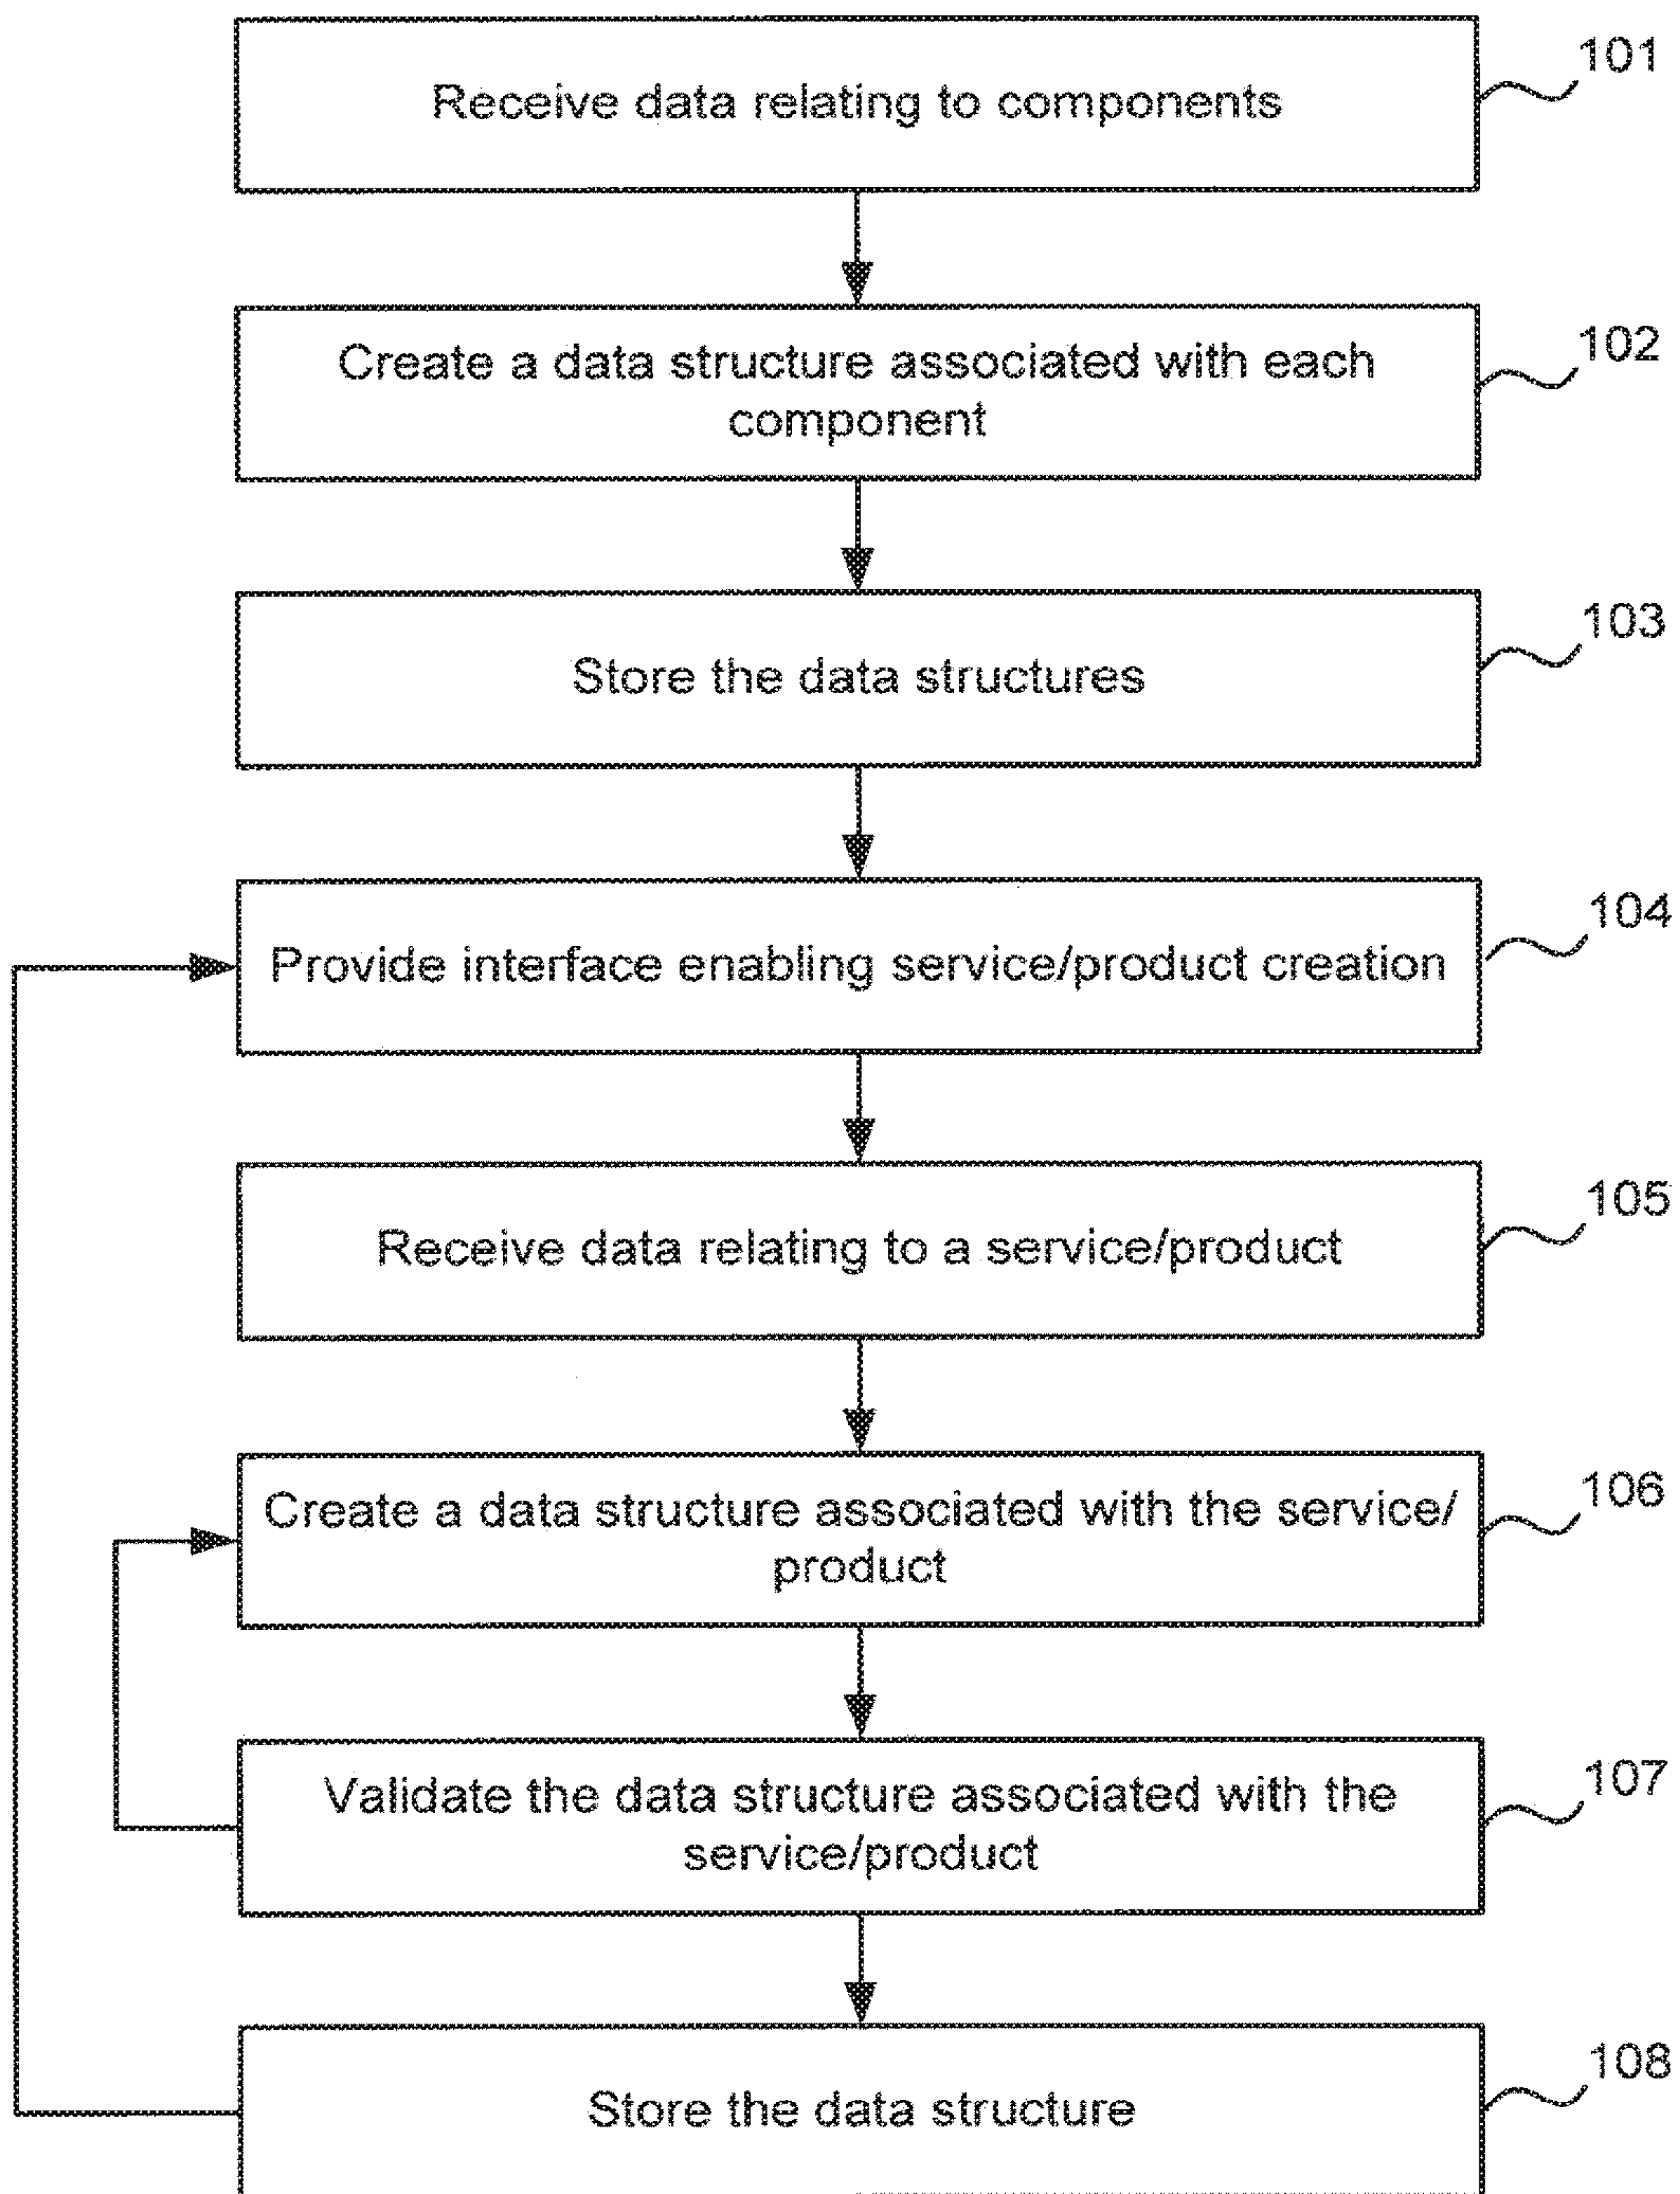 Receive data relating to components
101
Create a data structure associated with each
component
102
Store the data structures
103
Provide interface enabling service/product creation
104
Receive data relating to a service/product
105
Create a data structure associated with the service/
product
106
Validate the data structure associated with the
service/product
107
Store the data structure
108